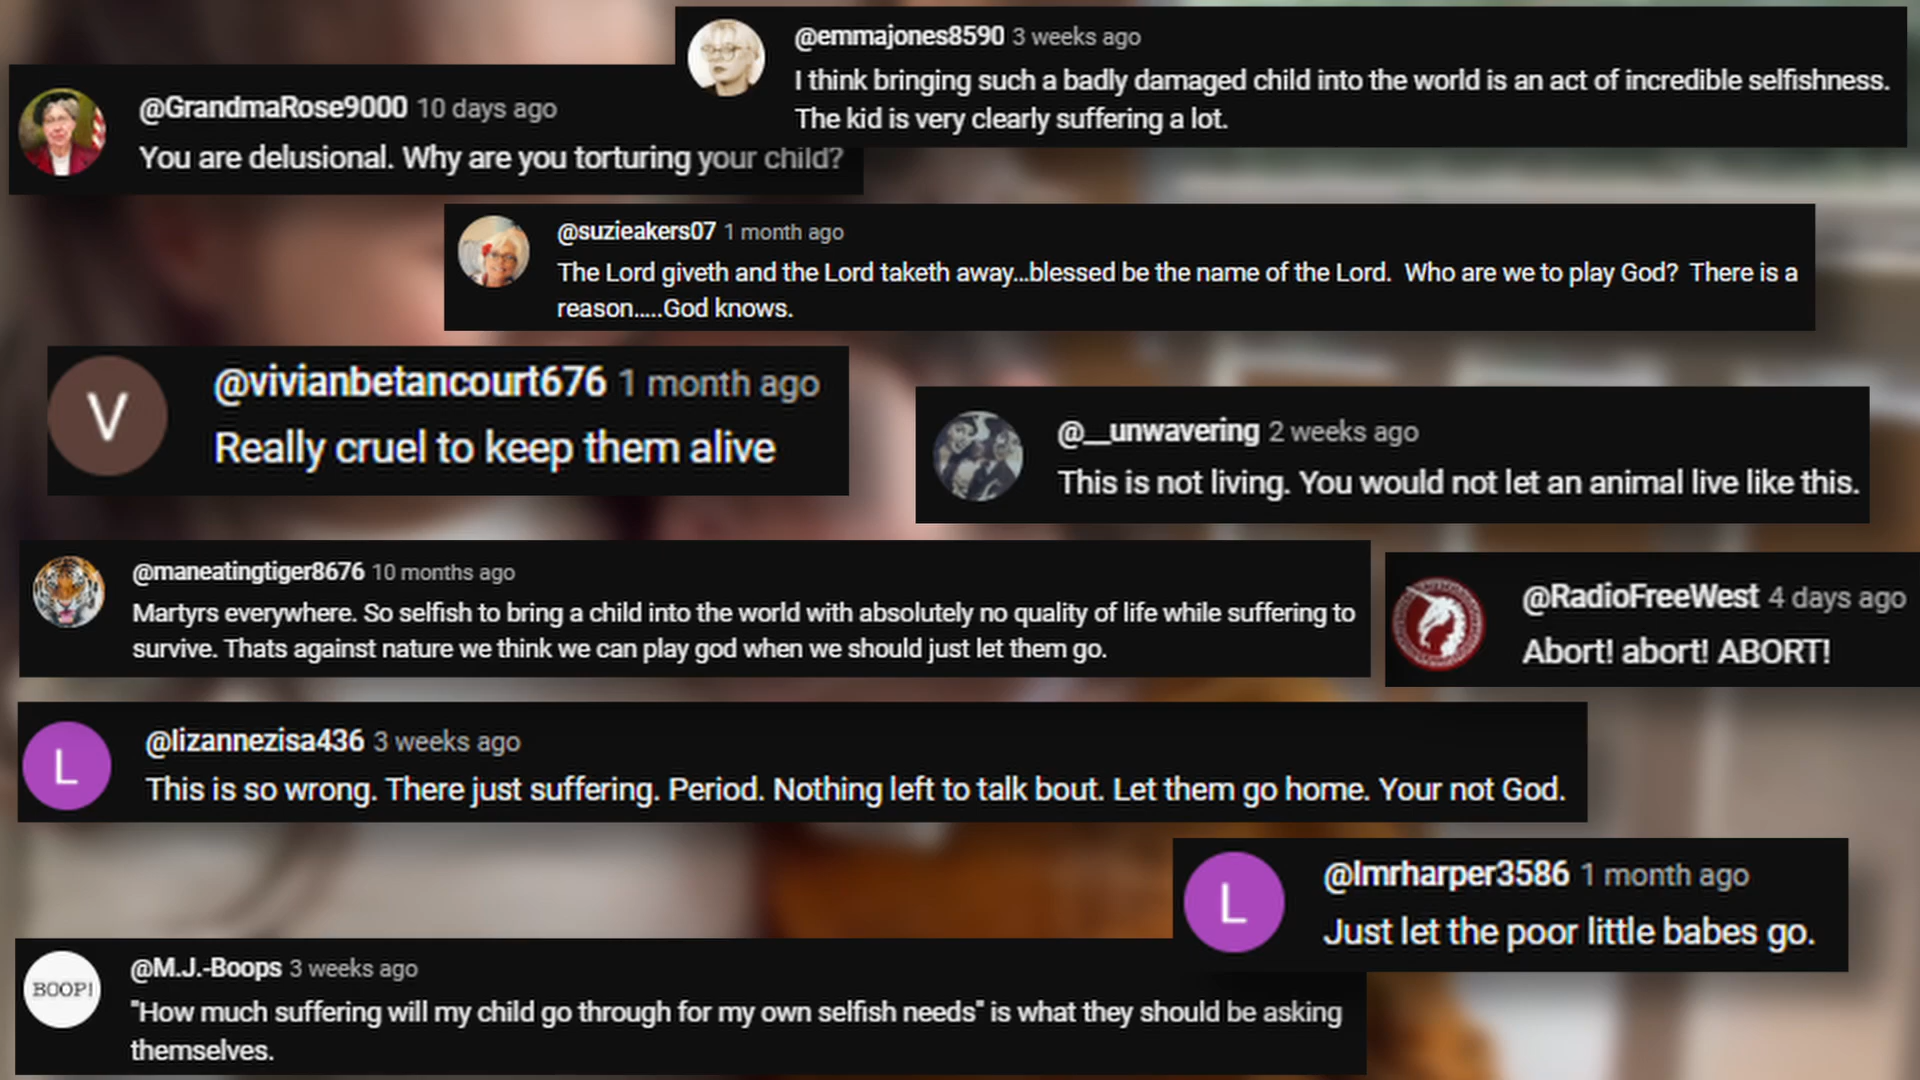 @emmajones8590 3 weeks ago
I think bringing such a badly damaged child into the world is an act of incredible selfishness.
The kid is very clearly suffering a lot.
@GrandmaRose9000 10 days ago
You are delusional. Why are you torturing your child?
@suzieakers07 1 month ago
The Lord giveth and the Lord taketh away...blessed be the name of the Lord.  Who are we to play God?  There is a
reason.....God knows.
V
@vivianbetancourt676 1 month ago
Really cruel to keep them alive
@__unwavering 2 weeks ago
This is not living. You would not let an animal live like this.
@maneatingtiger8676 10 months ago
Martyrs everywhere. So selfish to bring a child into the world with absolutely no quality of life while suffering to
survive. Thats against nature we think we can play god when we should just let them go.
@RadioFreeWest 4 days ago
Abort! abort! ABORT!
L
@lizannezisa436 3 weeks ago
This is so wrong. There just suffering. Period. Nothing left to talk bout. Let them go home. Your not God.
L
@lmrharper3586 1 month ago
Just let the poor little babes go.
BOOP!
@M.J.-Boops 3 weeks ago
"How much suffering will my child go through for my own selfish needs" is what they should be asking
themselves.